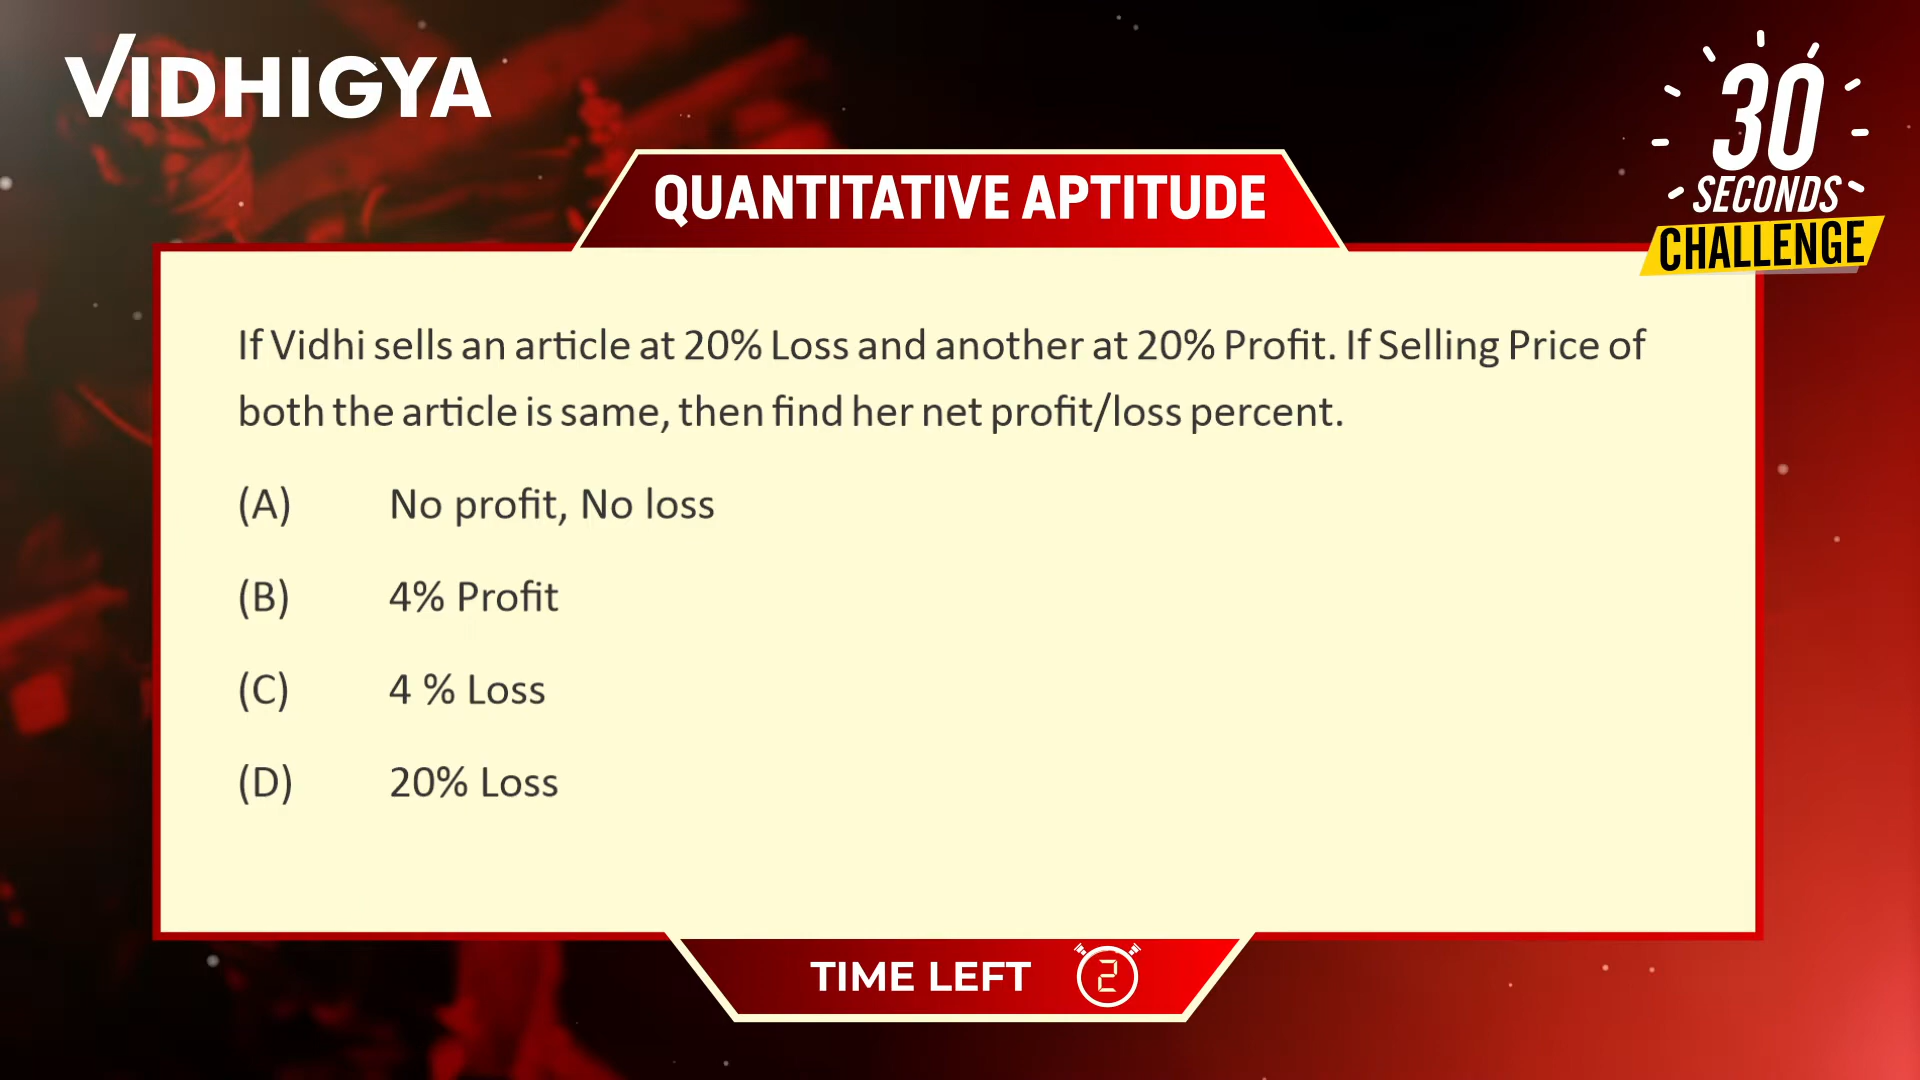 VIDHIGYA
30
SECONDS
CHALLENGE
QUANTITATIVE APTITUDE
If Vidhi sells an article at 20% Loss and another at 20% Profit. If Selling Price of
both the article is same, then find her net profit/loss percent.
(A) No profit, No loss
(B) 4% Profit
(C) 4 % Loss
(D) 20% Loss
TIME LEFT 2